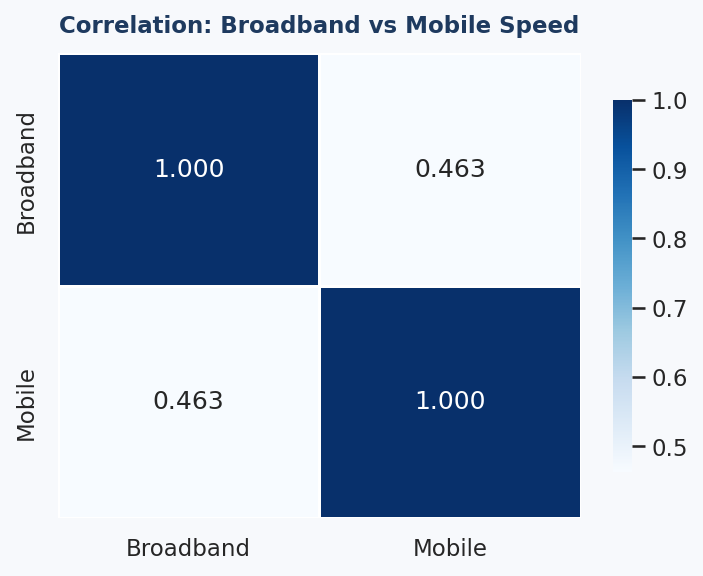 Correlation: Broadband vs Mobile Speed
Broadband
1.000
0.463
Mobile
0.463
1.000
Broadband
Mobile
1.0
0.9
0.8
0.7
0.6
0.5